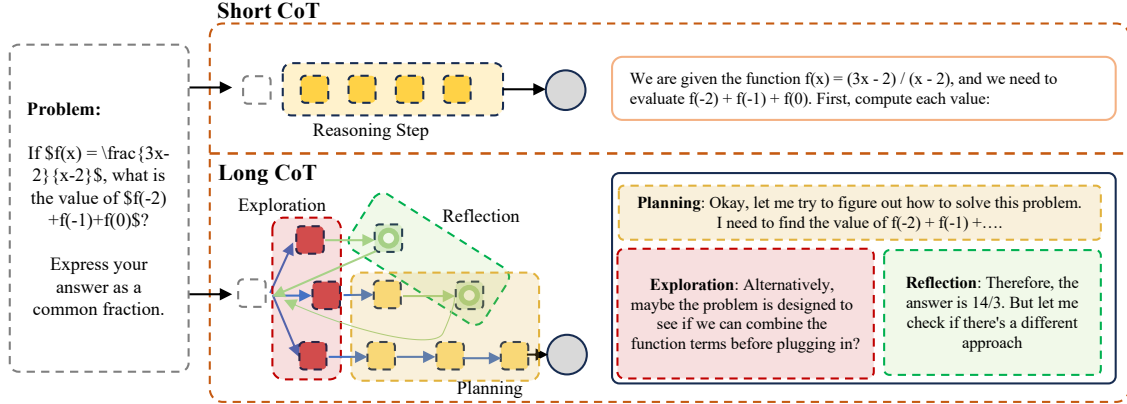 Short CoT
Problem:
If $f(x) = \frac{3x-
2}{x-2}$, what is
the value of $f(-2)
+f(-1)+f(0)$?
Express your
answer as a
common fraction.
Reasoning Step
We are given the function f(x) = (3x - 2) / (x - 2), and we need to
evaluate f(-2) + f(-1) + f(0). First, compute each value:
Long CoT
Exploration
Reflection
Planning
Planning: Okay, let me try to figure out how to solve this problem.
I need to find the value of f(-2) + f(-1) +….
Exploration: Alternatively,
maybe the problem is designed to
see if we can combine the
function terms before plugging in?
Reflection: Therefore, the
answer is 14/3. But let me
check if there's a different
approach